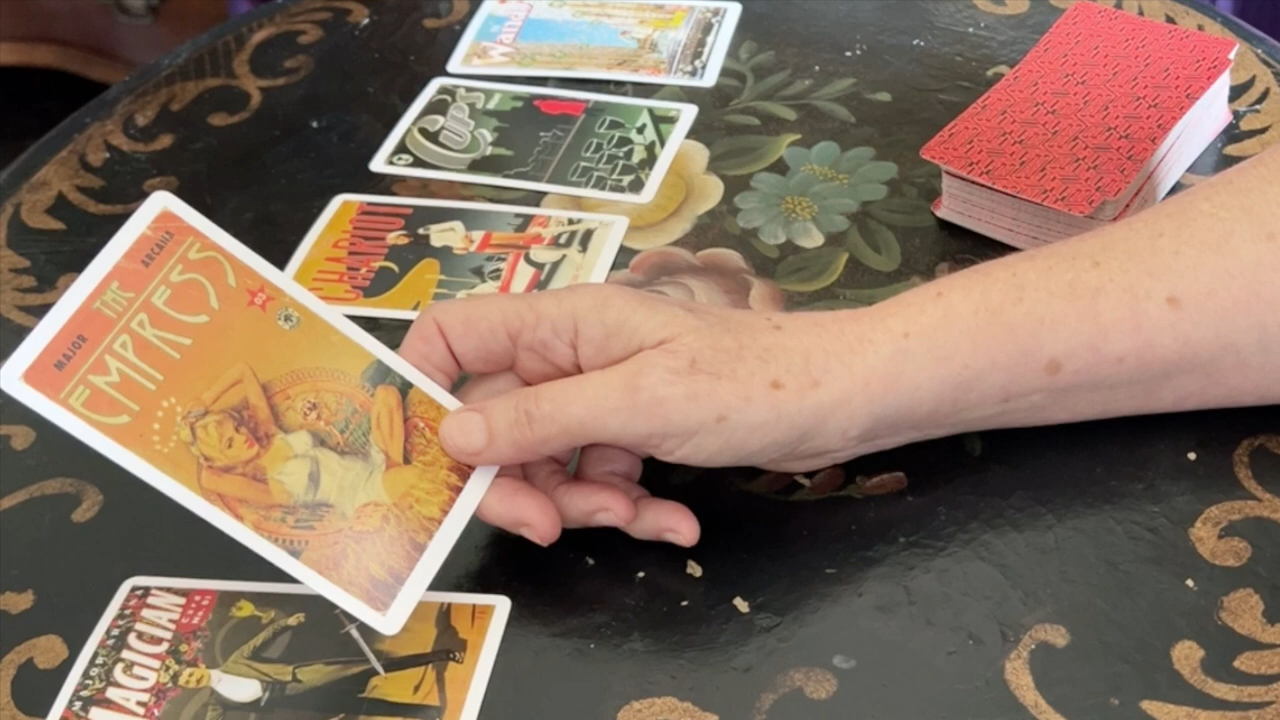 Wands
Cups
CHARIOT
MAJOR
ARCANA
THE
EMPRESS
03
MAGICIAN